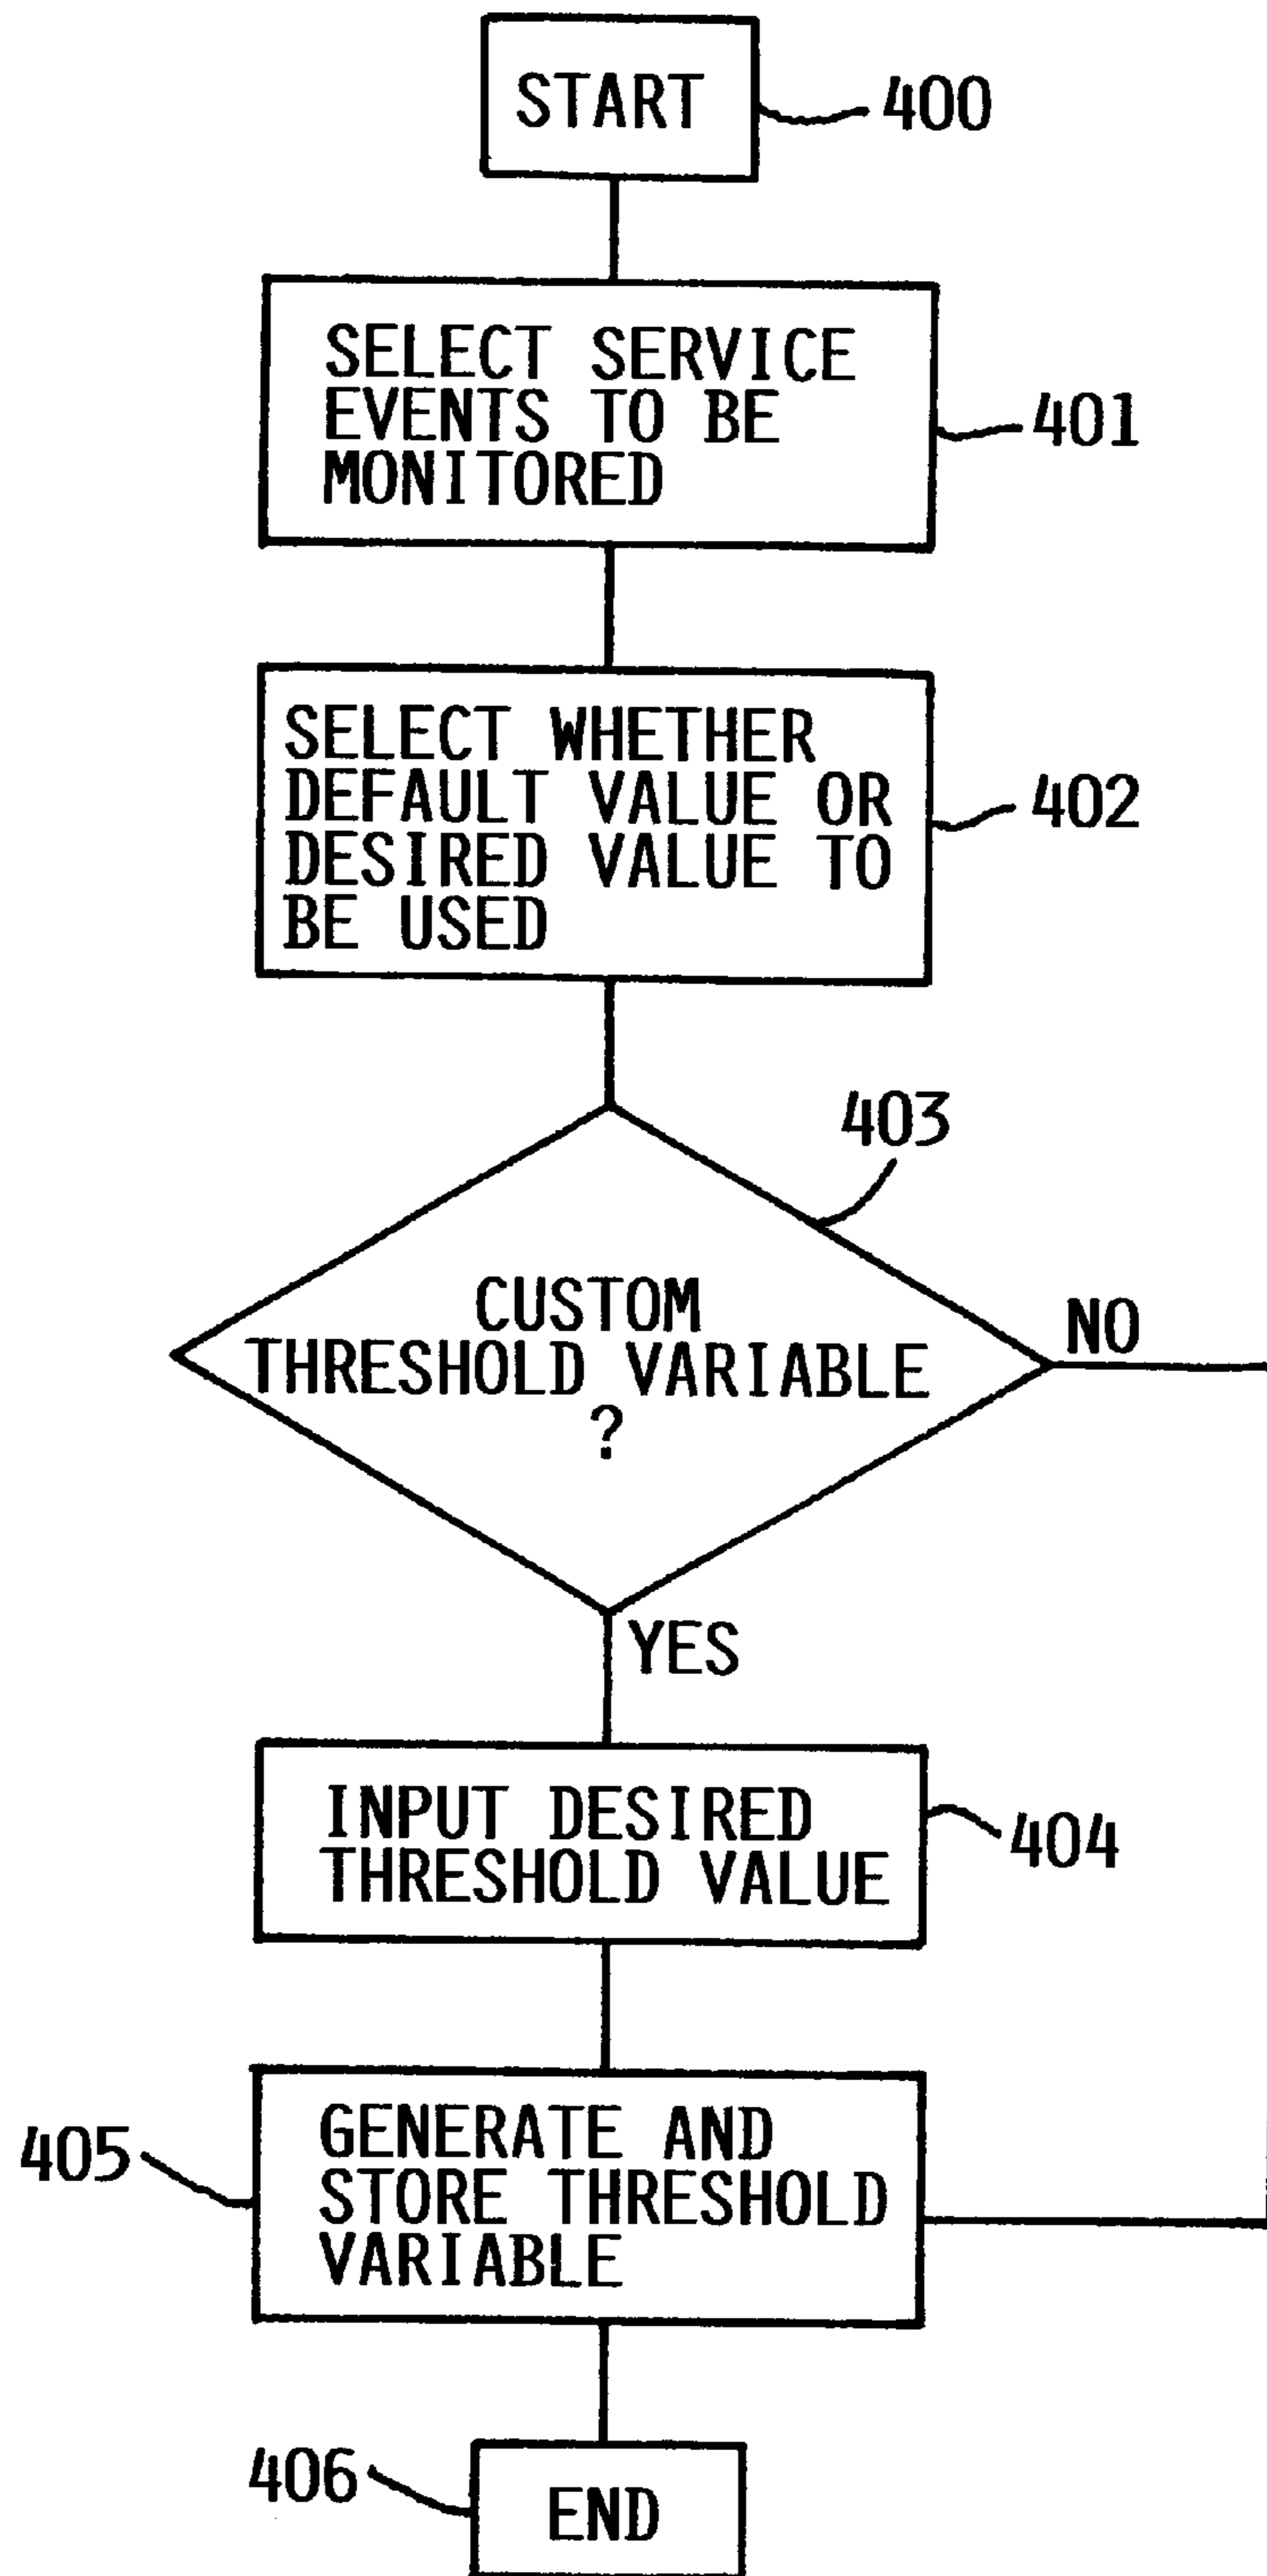 START
400
SELECT SERVICE
EVENTS TO BE
MONITORED
401
SELECT WHETHER
DEFAULT VALUE OR
DESIRED VALUE TO
BE USED
402
403
CUSTOM
THRESHOLD VARIABLE
?
NO
YES
INPUT DESIRED
THRESHOLD VALUE
404
405
GENERATE AND
STORE THRESHOLD
VARIABLE
406
END